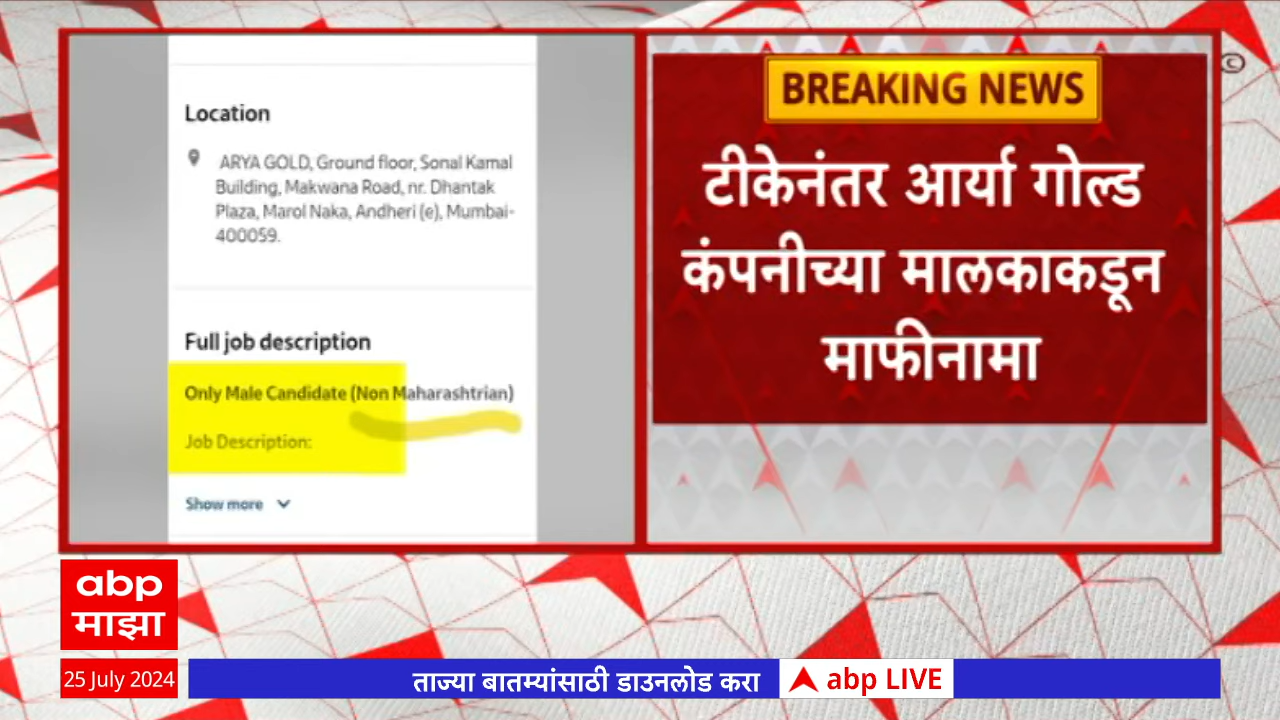 Location
ARYA GOLD, Ground floor, Sonal Kamal
Building, Makwana Road, nr. Dhantak
Plaza, Marol Naka, Andheri (e), Mumbai-
400059.
Full job description
Only Male Candidate (Non Maharashtrian)
Job Description:
Show more
BREAKING NEWS
टीकेनंतर आर्या गोल्ड
कंपनीच्या मालकाकडून
माफीनामा
©
abp
माझा
25 July 2024
ताज्या बातम्यांसाठी डाउनलोड करा
abp LIVE